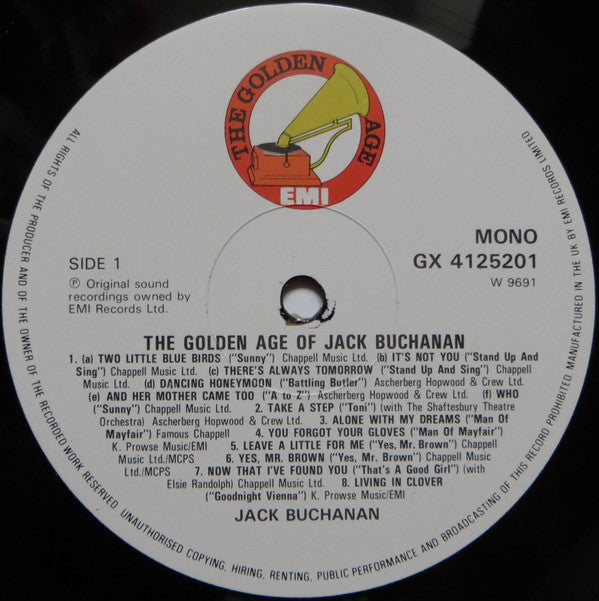 THE GOLDEN AGE
EMI
SIDE 1
℗ Original sound
recordings owned by
EMI Records Ltd.
MONO
GX 4125201
W 9691
THE GOLDEN AGE OF JACK BUCHANAN
1. (a) TWO LITTLE BLUE BIRDS ("Sunny") Chappell Music Ltd. (b) IT'S NOT YOU ("Stand Up And
Sing") Chappell Music Ltd. (c) THERE'S ALWAYS TOMORROW ("Stand Up And Sing") Chappell
Music Ltd. (d) DANCING HONEYMOON ("Battling Butler") Ascherberg Hopwood & Crew Ltd.
(e) AND HER MOTHER CAME TOO ("A to Z") Ascherberg Hopwood & Crew Ltd. (f) WHO
("Sunny") Chappell Music Ltd. 2. TAKE A STEP ("Toni") (with The Shaftesbury Theatre
Orchestra) Ascherberg Hopwood & Crew Ltd. 3. ALONE WITH MY DREAMS ("Man Of
Mayfair") Famous Chappell 4. YOU FORGOT YOUR GLOVES ("Man Of Mayfair")
K. Prowse Music/EMI 5. LEAVE A LITTLE FOR ME ("Yes, Mr. Brown") Chappell
Music Ltd./MCPS 6. YES, MR. BROWN ("Yes, Mr. Brown") Chappell Music
Ltd./MCPS 7. NOW THAT I'VE FOUND YOU ("That's A Good Girl") (with
Elsie Randolph) Chappell Music Ltd. 8. LIVING IN CLOVER
("Goodnight Vienna") K. Prowse Music/EMI
JACK BUCHANAN
ALL RIGHTS OF THE PRODUCER AND OF THE OWNER OF THE RECORDED WORK RESERVED. UNAUTHORISED COPYING, HIRING, RENTING, PUBLIC PERFORMANCE AND BROADCASTING OF THIS RECORD PROHIBITED. MANUFACTURED IN THE UK BY EMI RECORDS LIMITED